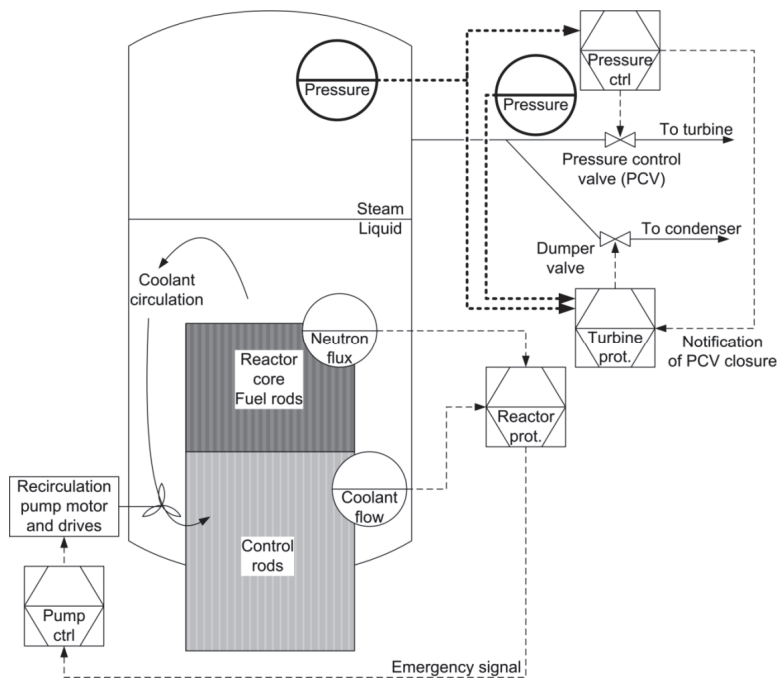 Pressure
ctrl
Pressure
Pressure
To turbine
Pressure control
valve (PCV)
Steam
Liquid
To condenser
Dumper
valve
Coolant
circulation
Neutron
flux
Turbine
prot.
Notification
of PCV closure
Reactor
core
Fuel rods
Reactor
prot.
Recirculation
pump motor
and drives
Coolant
flow
Control
rods
Pump
ctrl
Emergency signal